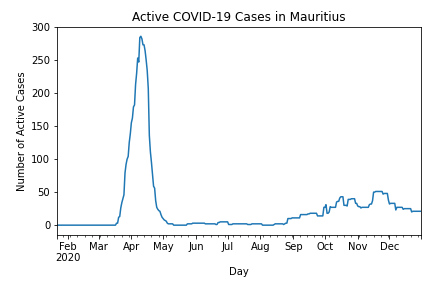 Active COVID-19 Cases in Mauritius
300
250
200
150
100
50
0
Number of Active Cases
Feb Mar Apr May Jun Jul Aug Sep Oct Nov Dec
2020
Day